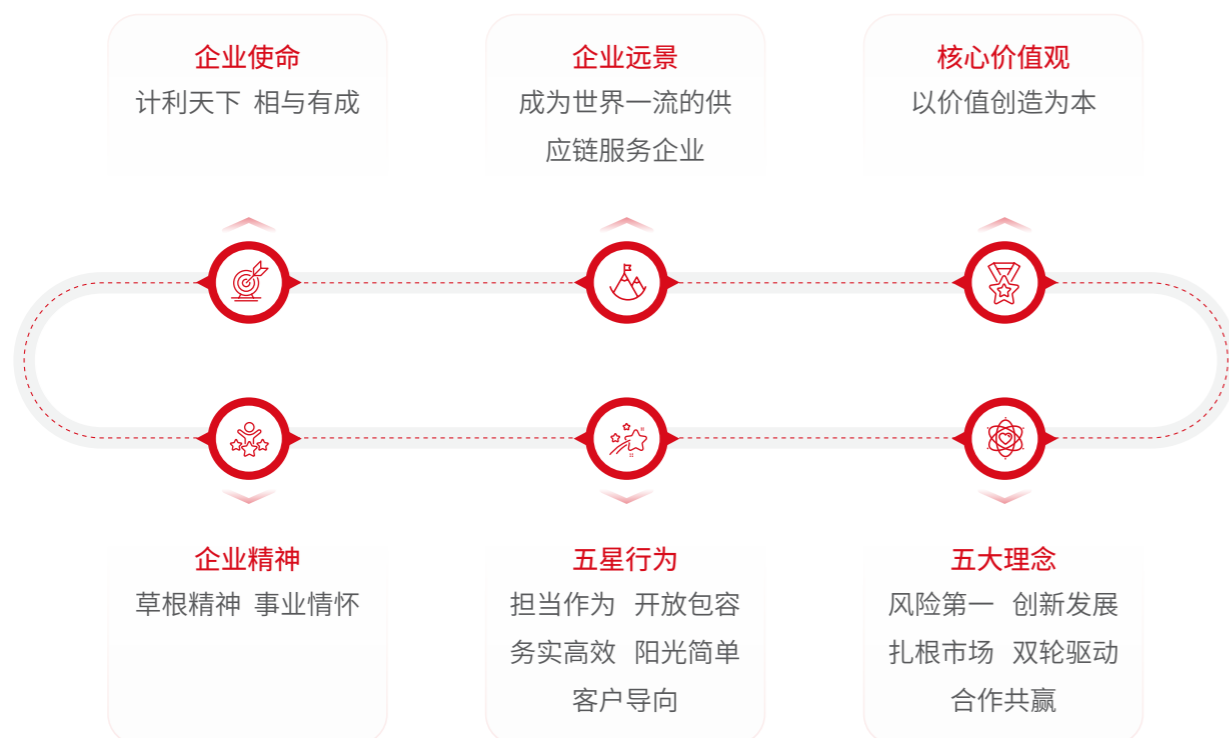 企业使命
计利天下 相与有成
企业远景
成为世界一流的供
应链服务企业
核心价值观
以价值创造为本
企业精神
草根精神 事业情怀
五星行为
担当作为 开放包容
务实高效 阳光简单
客户导向
五大理念
风险第一 创新发展
扎根市场 双轮驱动
合作共赢